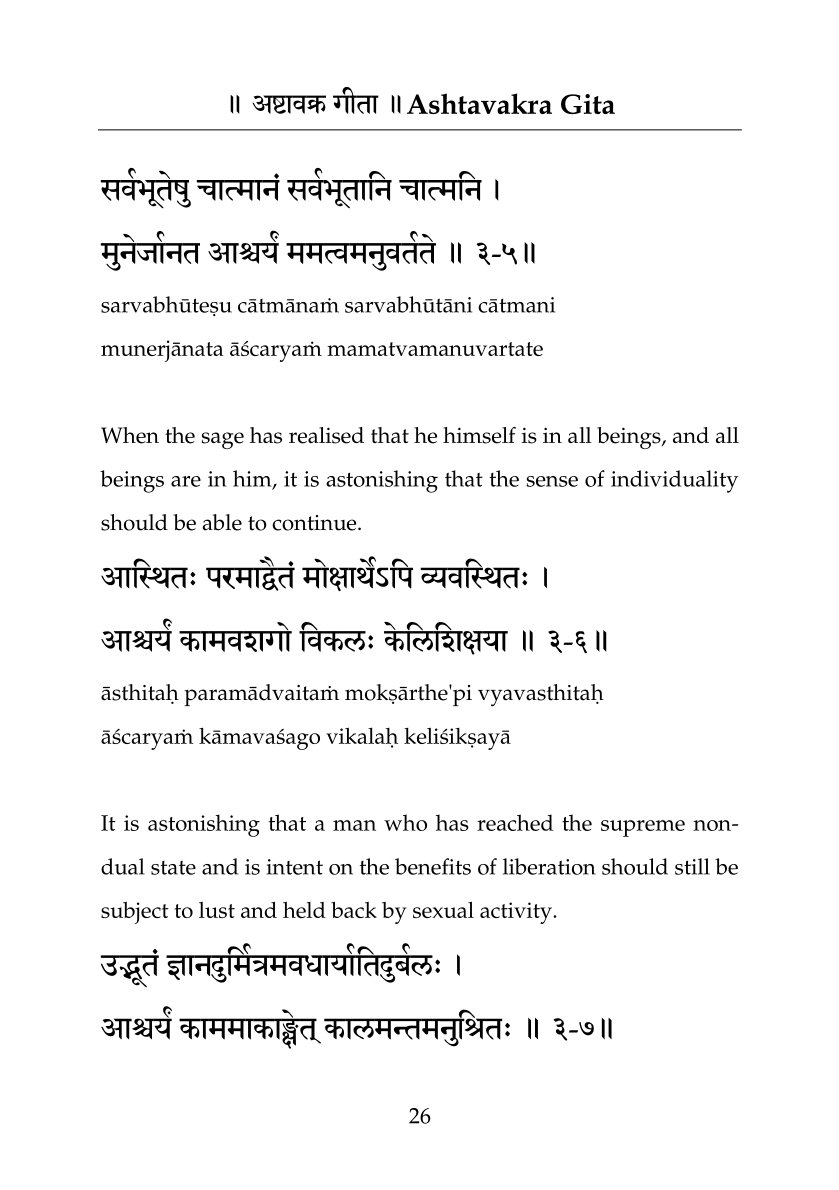 ॥ अष्टावक्र गीता ॥ Ashtavakra Gita
सर्वभूतेषु चात्मानं सर्वभूतानि चात्मनि ।
मुनेर्जानत आश्चर्यं ममत्वमनुवर्तते ॥ ३-५॥
sarvabhūteṣu cātmānaṁ sarvabhūtāni cātmani
munerjānata āścaryaṁ mamatvamanuvartate
When the sage has realised that he himself is in all beings, and all
beings are in him, it is astonishing that the sense of individuality
should be able to continue.
आस्थितः परमाद्वैतं मोक्षार्थेऽपि व्यवस्थितः ।
आश्चर्यं कामवशगो विकलः केलिशिक्षया ॥ ३-६॥
āsthitaḥ paramādvaitaṁ mokṣārthe'pi vyavasthitaḥ
āścaryaṁ kāmavaśago vikalaḥ keliśikṣayā
It is astonishing that a man who has reached the supreme non-
dual state and is intent on the benefits of liberation should still be
subject to lust and held back by sexual activity.
उद्भूतं ज्ञानदुर्मित्रमवधार्यातिदुर्बलः ।
आश्चर्यं काममाकाङ्क्षेत् कालमन्तमनुश्रितः ॥ ३-७॥
26